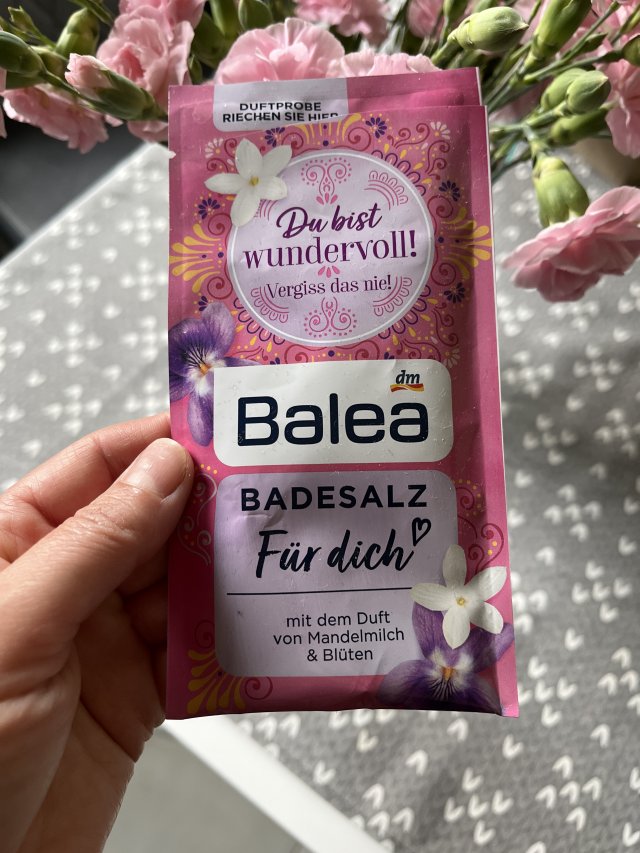 DUFTPROBE
RIECHEN SIE HIER
Du bist
wundervoll!
Vergiss das nie!
dm
Balea
BADESALZ
Für dich
mit dem Duft
von Mandelmilch
& Blüten